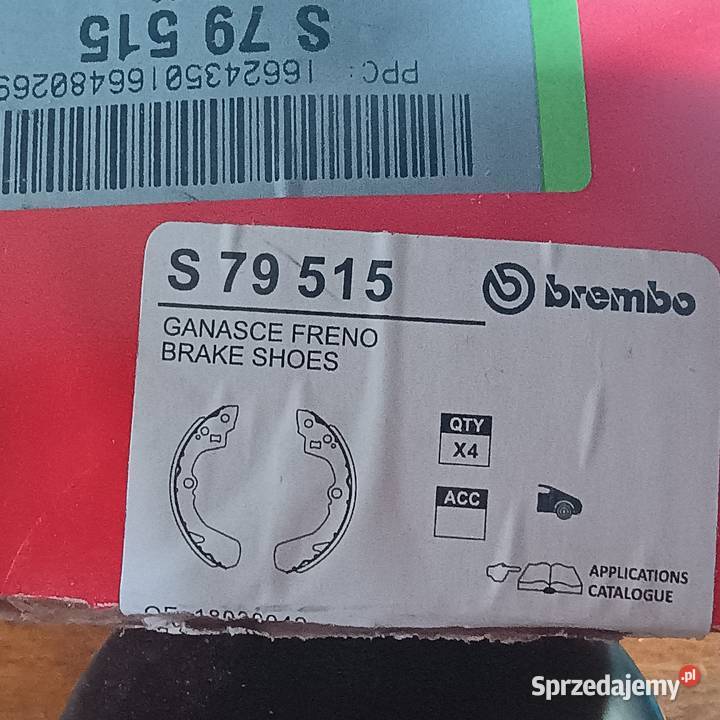 S 79 515
PPC: 1662435016648026
S 79 515
brembo
GANASCE FRENO
BRAKE SHOES
QTY
X4
ACC
APPLICATIONS
CATALOGUE
Sprzedajemy.pl